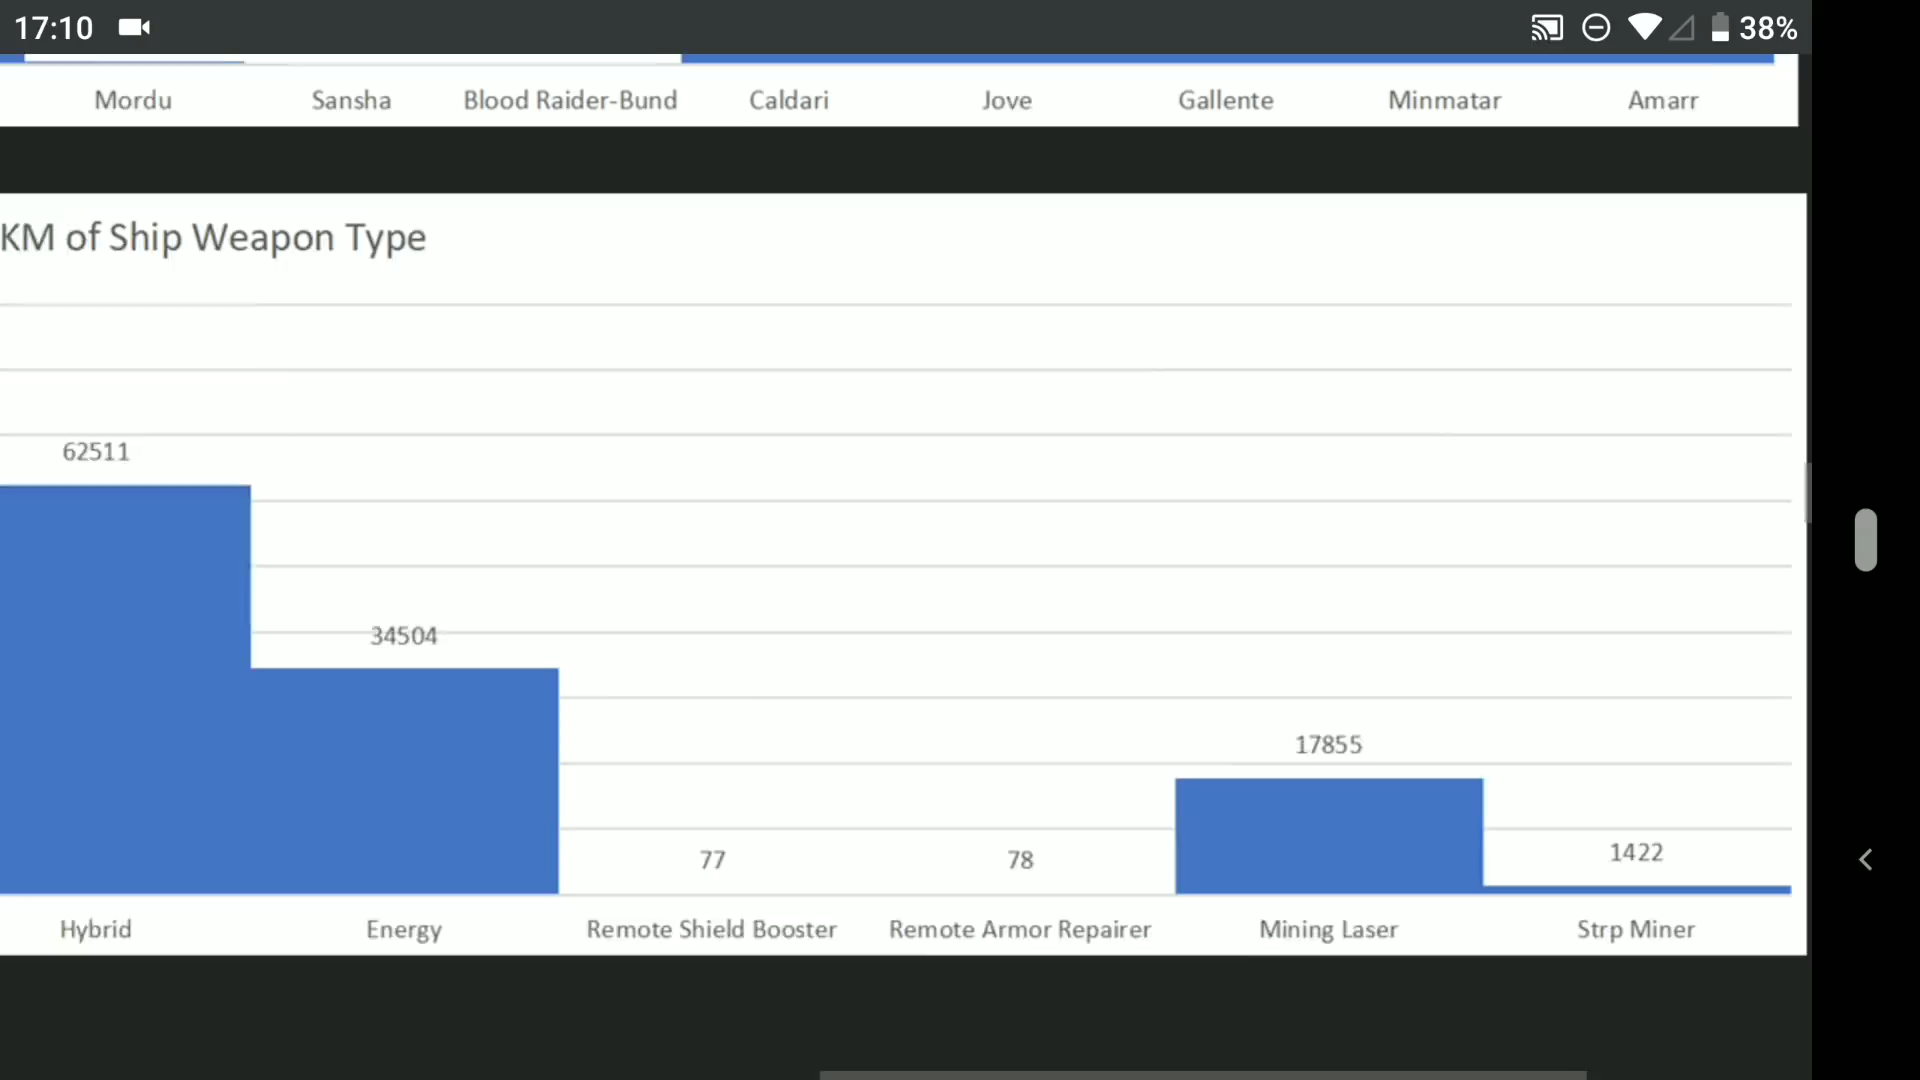 17:10 38%
Mordu Sansha Blood Raider-Bund Caldari Jove Gallente Minmatar Amarr
KM of Ship Weapon Type
62511
34504
17855
77 78 1422
Hybrid Energy Remote Shield Booster Remote Armor Repairer Mining Laser Strp Miner